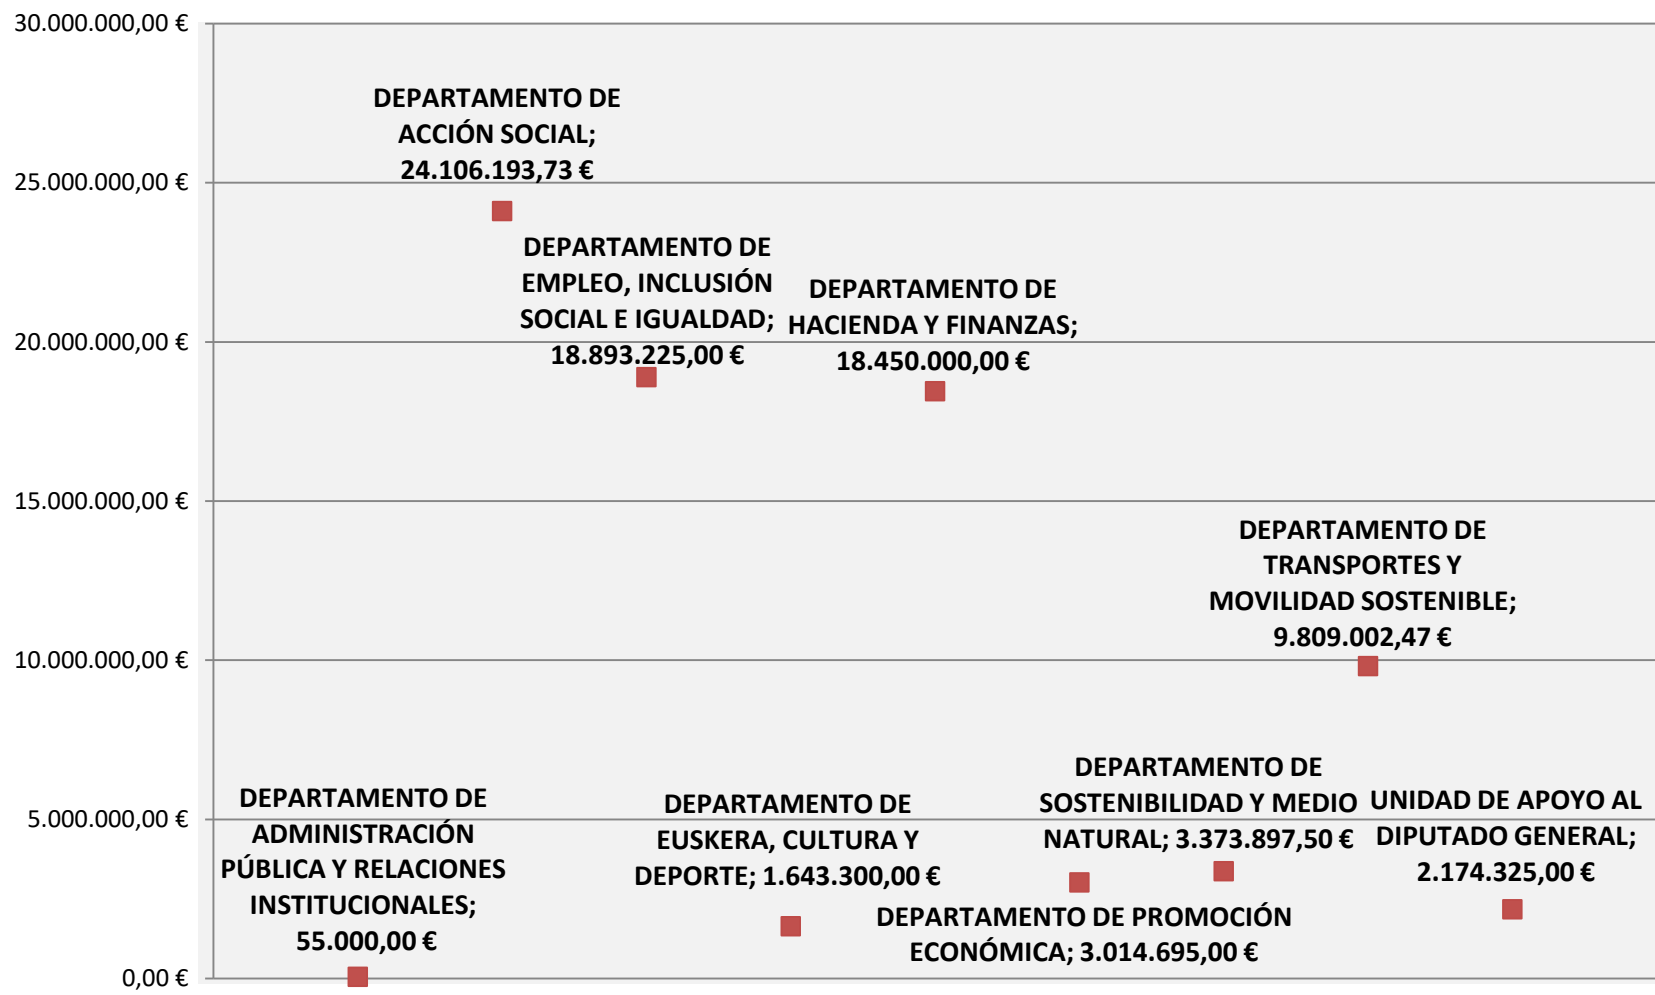 30.000.000,00 €
25.000.000,00 €
20.000.000,00 €
15.000.000,00 €
10.000.000,00 €
5.000.000,00 €
0,00 €
DEPARTAMENTO DE
ADMINISTRACIÓN
PÚBLICA Y RELACIONES
INSTITUCIONALES;
55.000,00 €
DEPARTAMENTO DE
ACCIÓN SOCIAL;
24.106.193,73 €
DEPARTAMENTO DE
EMPLEO, INCLUSIÓN
SOCIAL E IGUALDAD;
18.893.225,00 €
DEPARTAMENTO DE
EUSKERA, CULTURA Y
DEPORTE; 1.643.300,00 €
DEPARTAMENTO DE
HACIENDA Y FINANZAS;
18.450.000,00 €
DEPARTAMENTO DE PROMOCIÓN
ECONÓMICA; 3.014.695,00 €
DEPARTAMENTO DE
SOSTENIBILIDAD Y MEDIO
NATURAL; 3.373.897,50 €
DEPARTAMENTO DE
TRANSPORTES Y
MOVILIDAD SOSTENIBLE;
9.809.002,47 €
UNIDAD DE APOYO AL
DIPUTADO GENERAL;
2.174.325,00 €